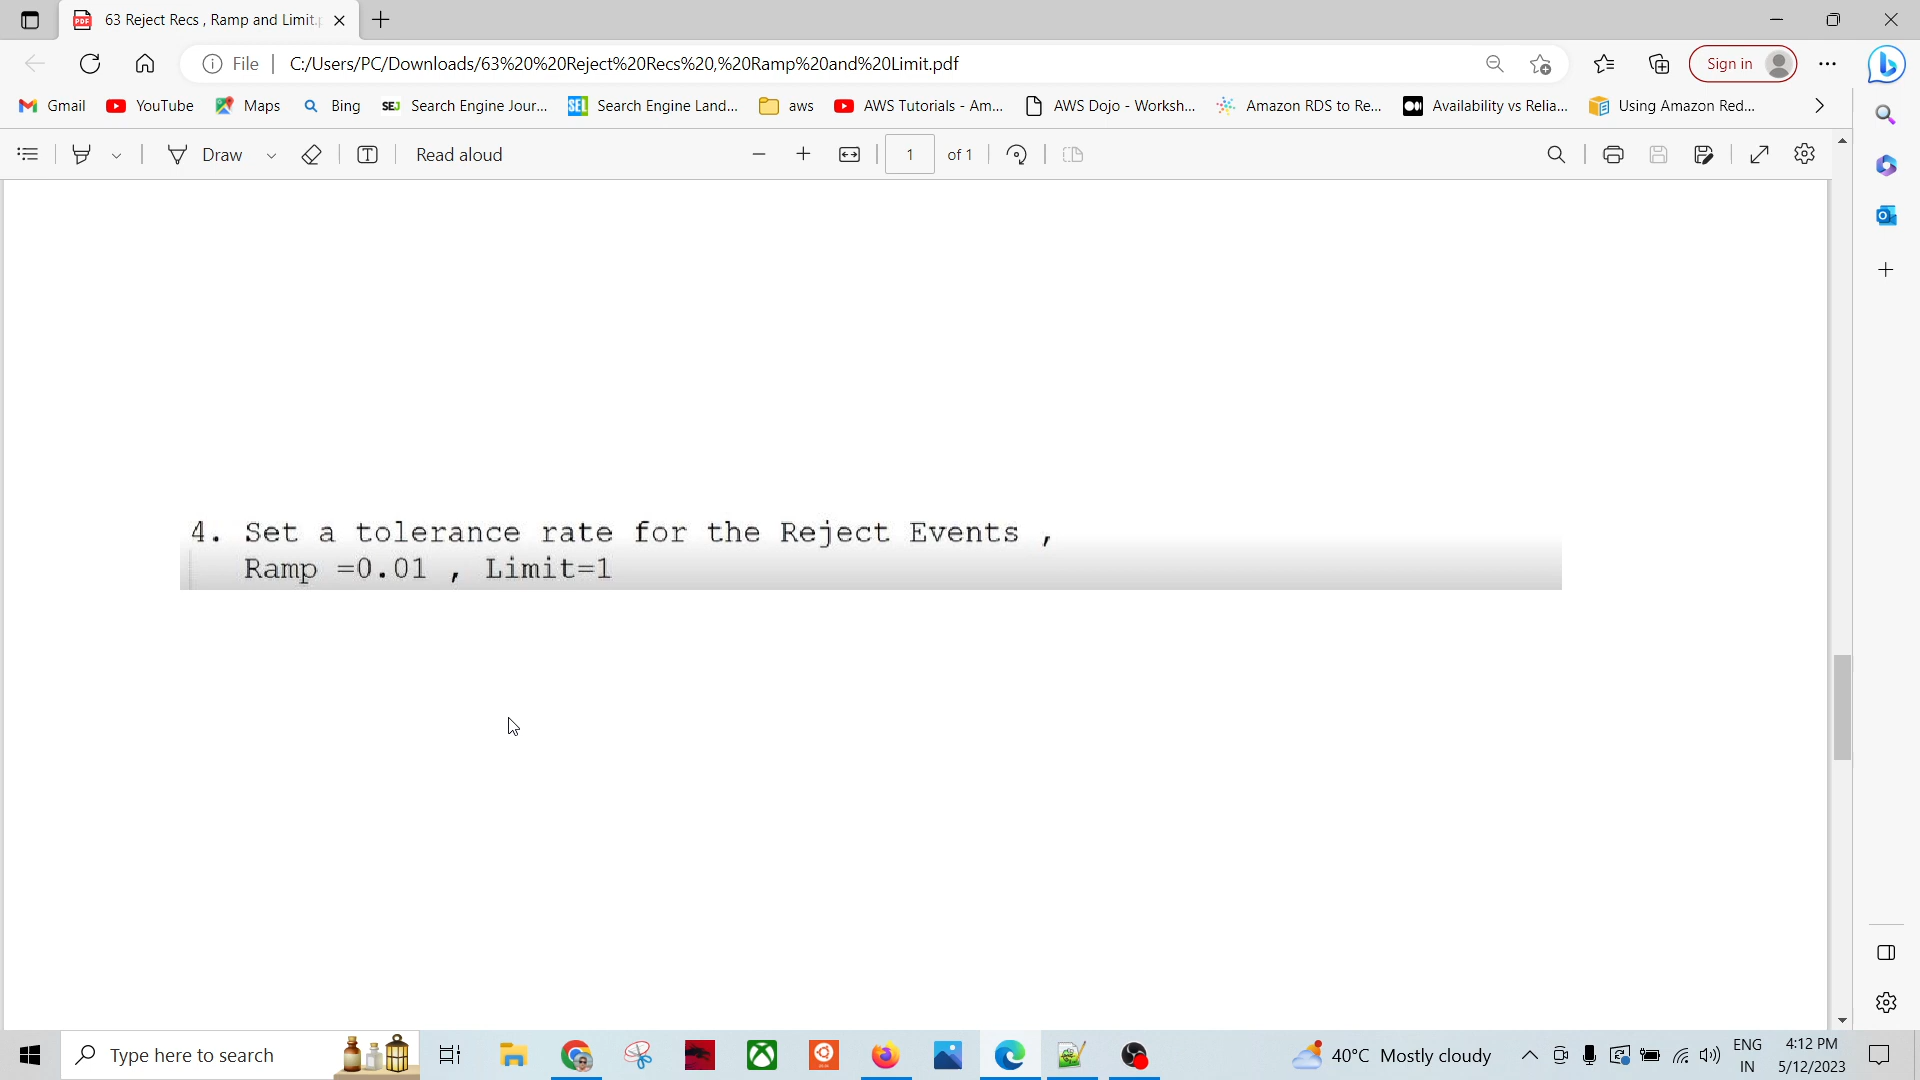 63 Reject Recs , Ramp and Limit.
File
C:/Users/PC/Downloads/63%20%20Reject%20Recs%20,%20Ramp%20and%20Limit.pdf
Sign in
Gmail
YouTube
Maps
Bing
SEJ Search Engine Jour...
SEL Search Engine Land...
aws
AWS Tutorials - Am...
AWS Dojo - Worksh...
Amazon RDS to Re...
Availability vs Relia...
Using Amazon Red...
Draw
Read aloud
1 of 1
4. Set a tolerance rate for the Reject Events ,
Ramp =0.01 , Limit=1
Type here to search
40°C Mostly cloudy
ENG
IN
4:12 PM
5/12/2023